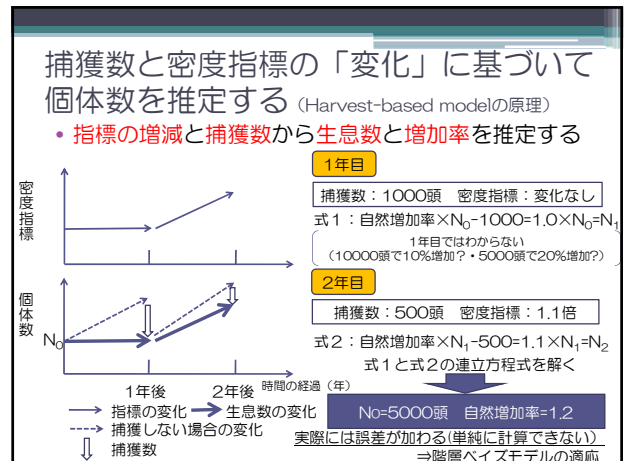 捕獲数と密度指標の「変化」に基づいて
個体数を推定する（Harvest-based modelの原理）
• 指標の増減と捕獲数から生息数と増加率を推定する
密度指標
個体数
N₀
1年後
2年後
時間の経過（年）
指標の変化
生息数の変化
捕獲しない場合の変化
捕獲数
1年目
捕獲数：1000頭　密度指標：変化なし
式1：自然増加率×N₀-1000=1.0×N₀=N₁
1年目ではわからない
（10000頭で10%増加？・5000頭で20%増加?）
2年目
捕獲数：500頭　密度指標：1.1倍
式2：自然増加率×N₁-500=1.1×N₁=N₂
式1と式2の連立方程式を解く
N₀=5000頭　自然増加率=1.2
実際には誤差が加わる(単純に計算できない）
⇒階層ベイズモデルの適応